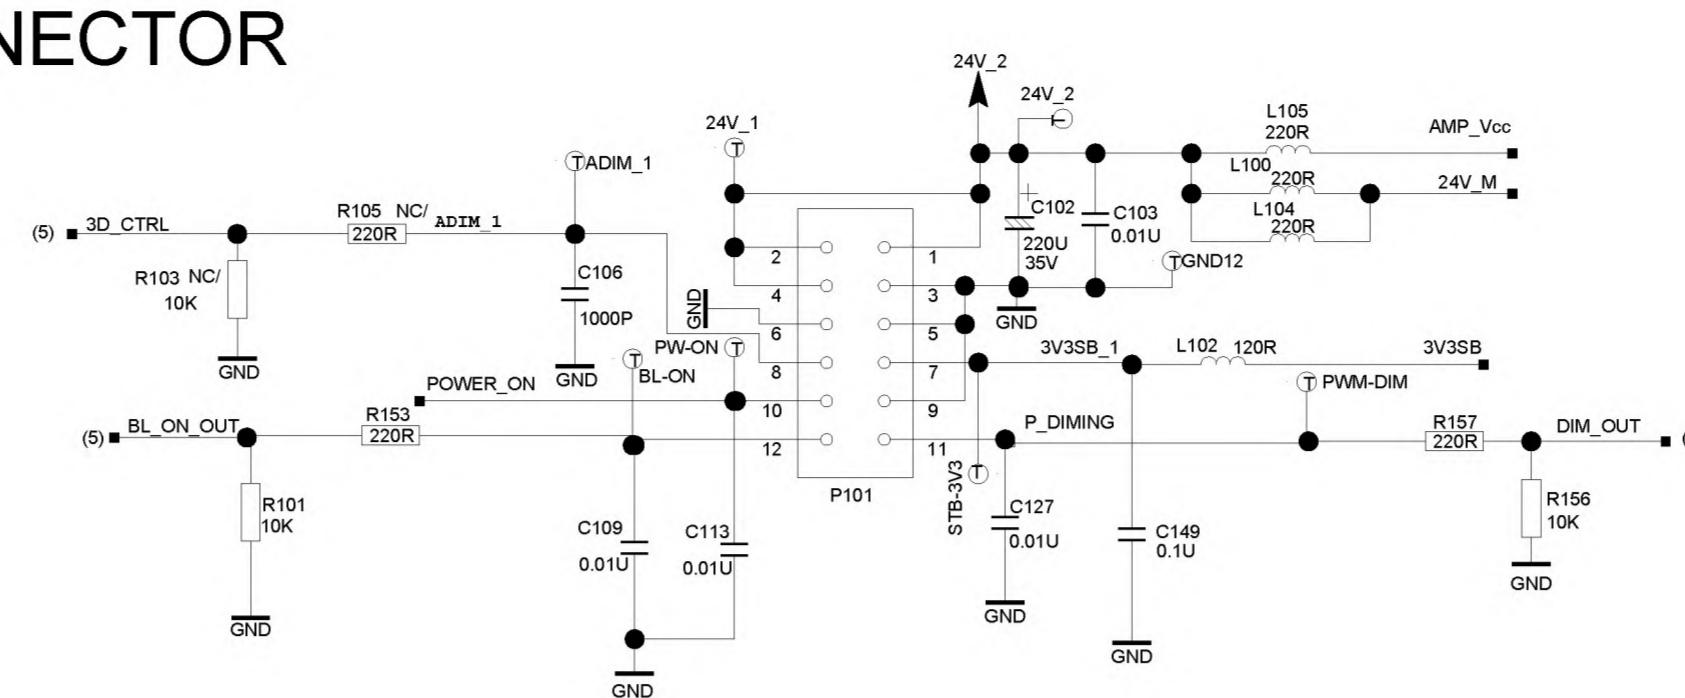 NECTOR
24V_2
24V_2
24V_1
T
T
L105
220R
AMP_Vcc
L100
220R
24V_M
L104
220R
T ADIM_1
(5) 3D_CTRL
R105 NC/
220R
ADIM_1
R103 NC/
10K
GND
C106
1000P
GND
+
C102
220U
35V
C103
0.01U
T GND12
GND
2
1
4
3
GND
6
5
8
7
10
9
12
11
P101
PW-ON T
T
BL-ON
POWER_ON
3V3SB_1
L102 120R
3V3SB
T PWM-DIM
(5) BL_ON_OUT
R153
220R
P_DIMING
R157
220R
DIM_OUT
R101
10K
GND
C109
0.01U
C113
0.01U
GND
STB-3V3 T
C127
0.01U
GND
C149
0.1U
GND
R156
10K
GND